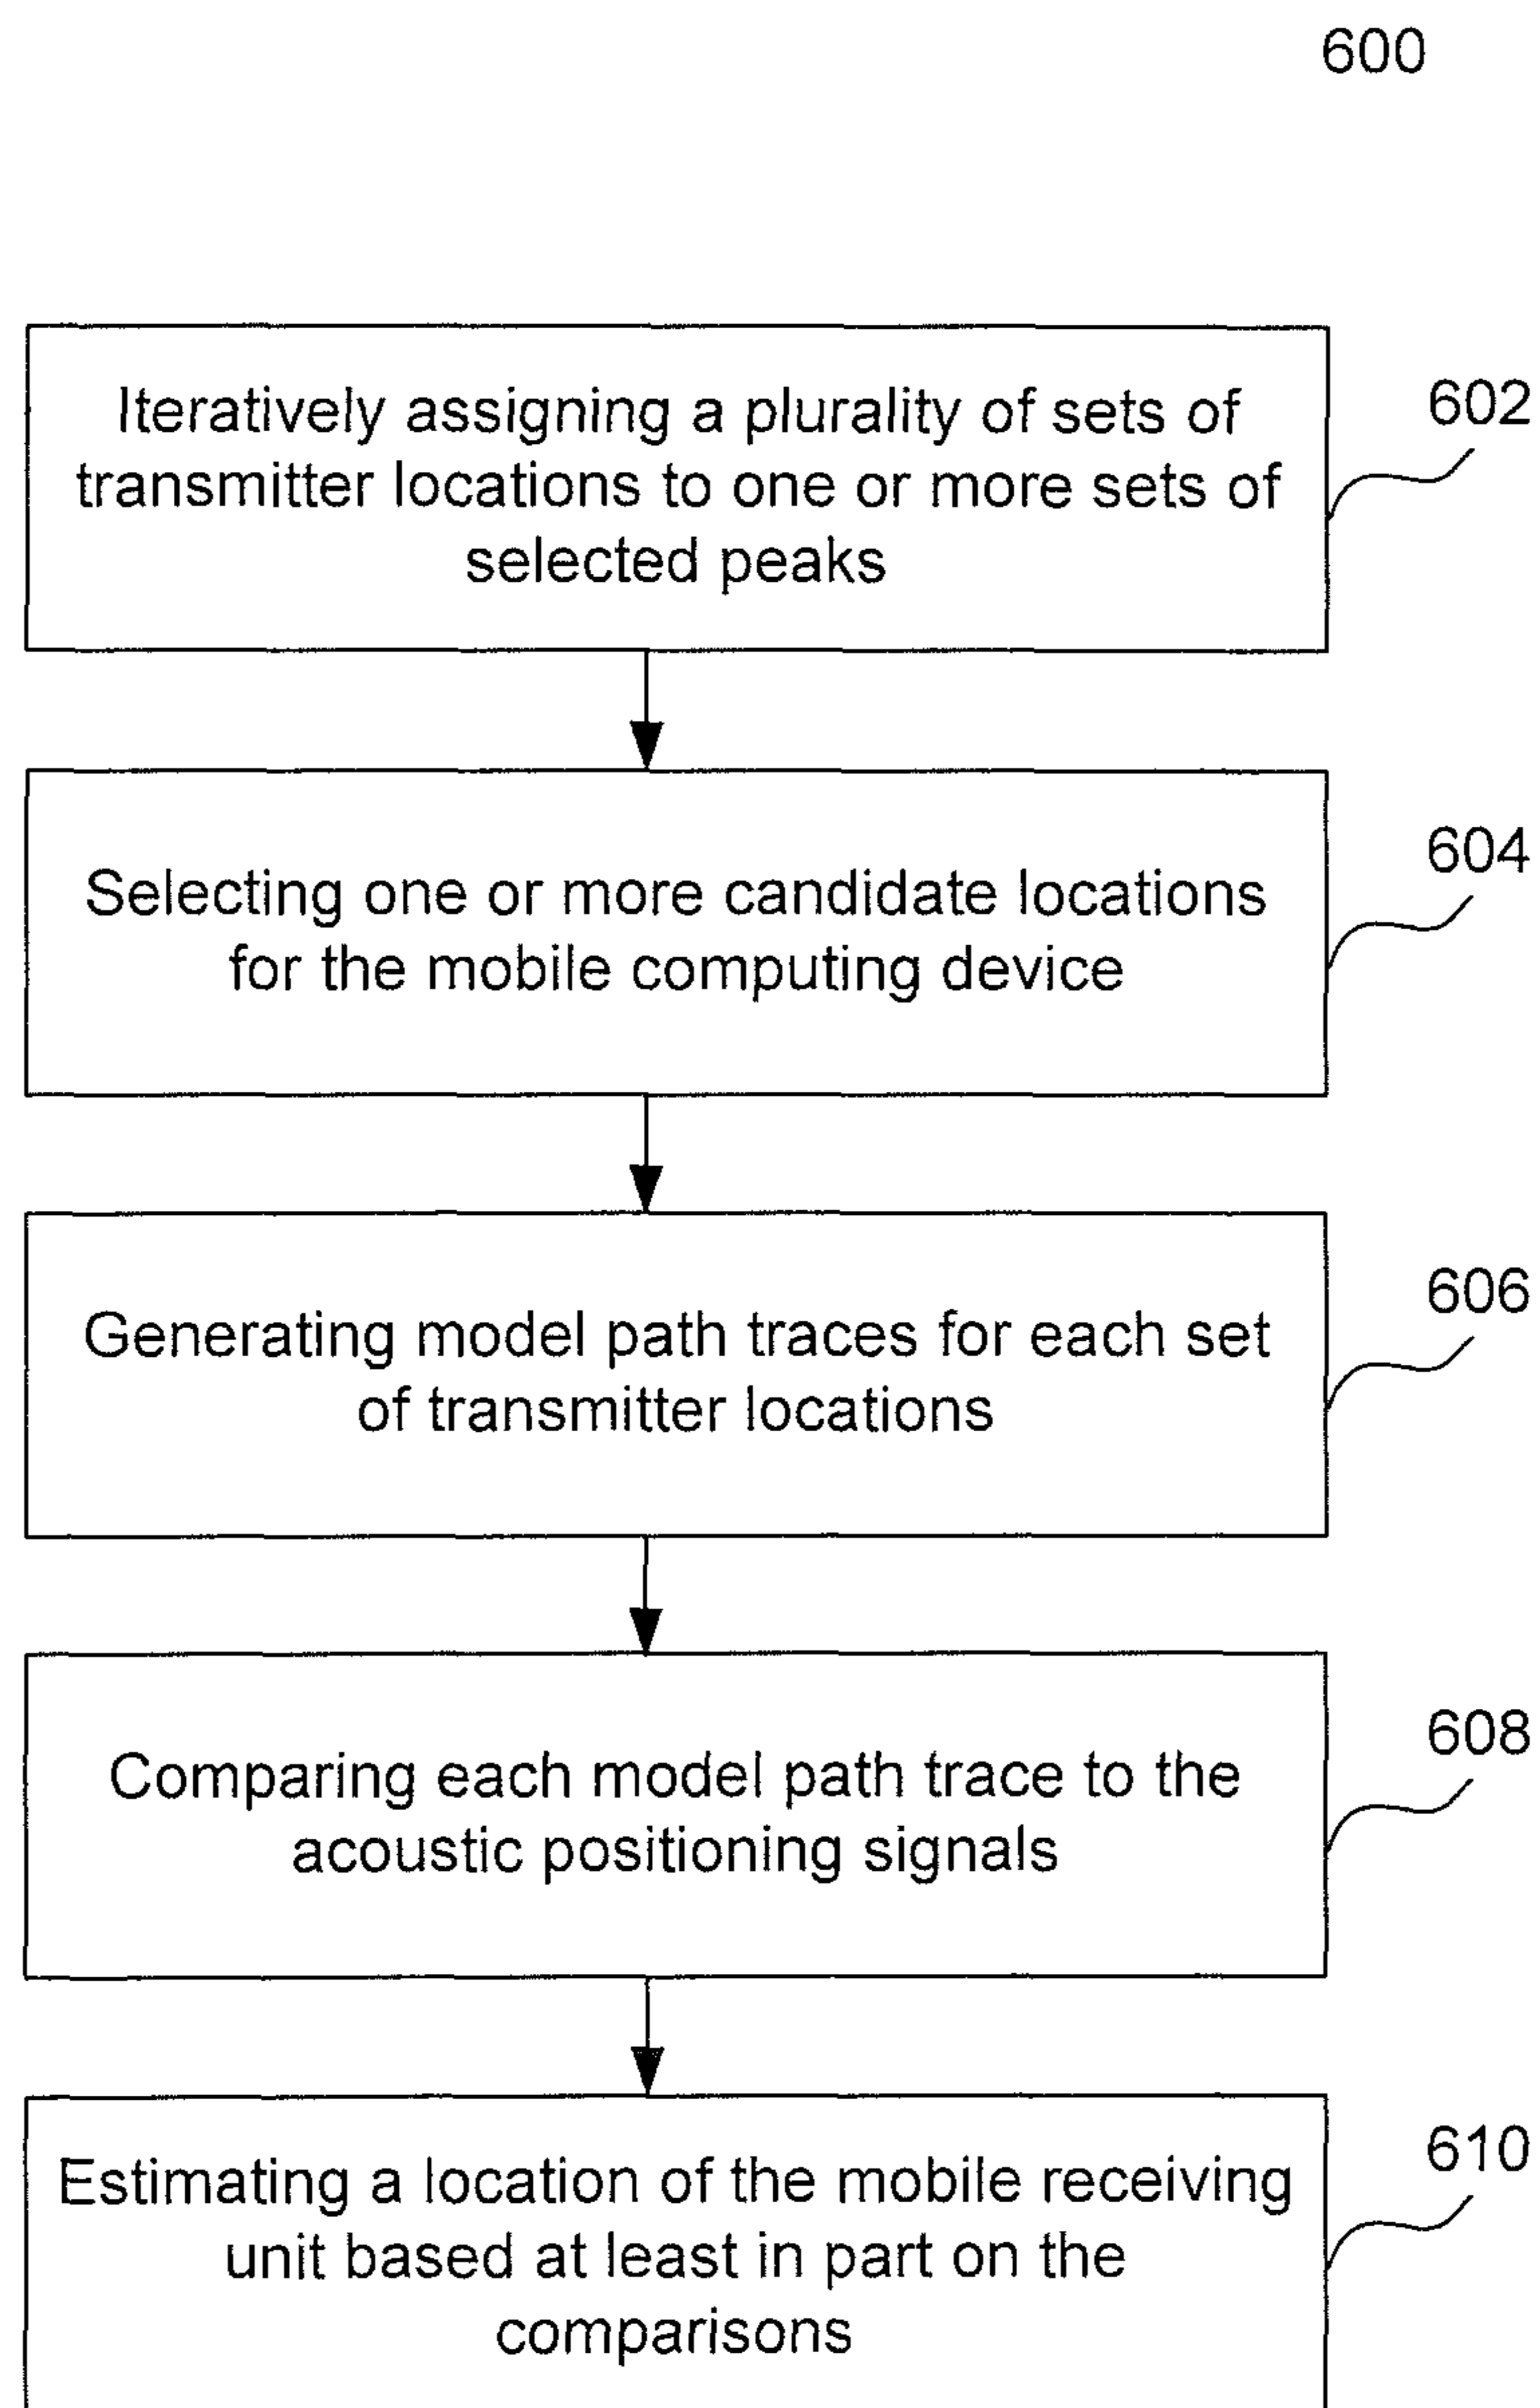 600
Iteratively assigning a plurality of sets of
transmitter locations to one or more sets of
selected peaks
602
Selecting one or more candidate locations
for the mobile computing device
604
Generating model path traces for each set
of transmitter locations
606
Comparing each model path trace to the
acoustic positioning signals
608
Estimating a location of the mobile receiving
unit based at least in part on the
comparisons
610